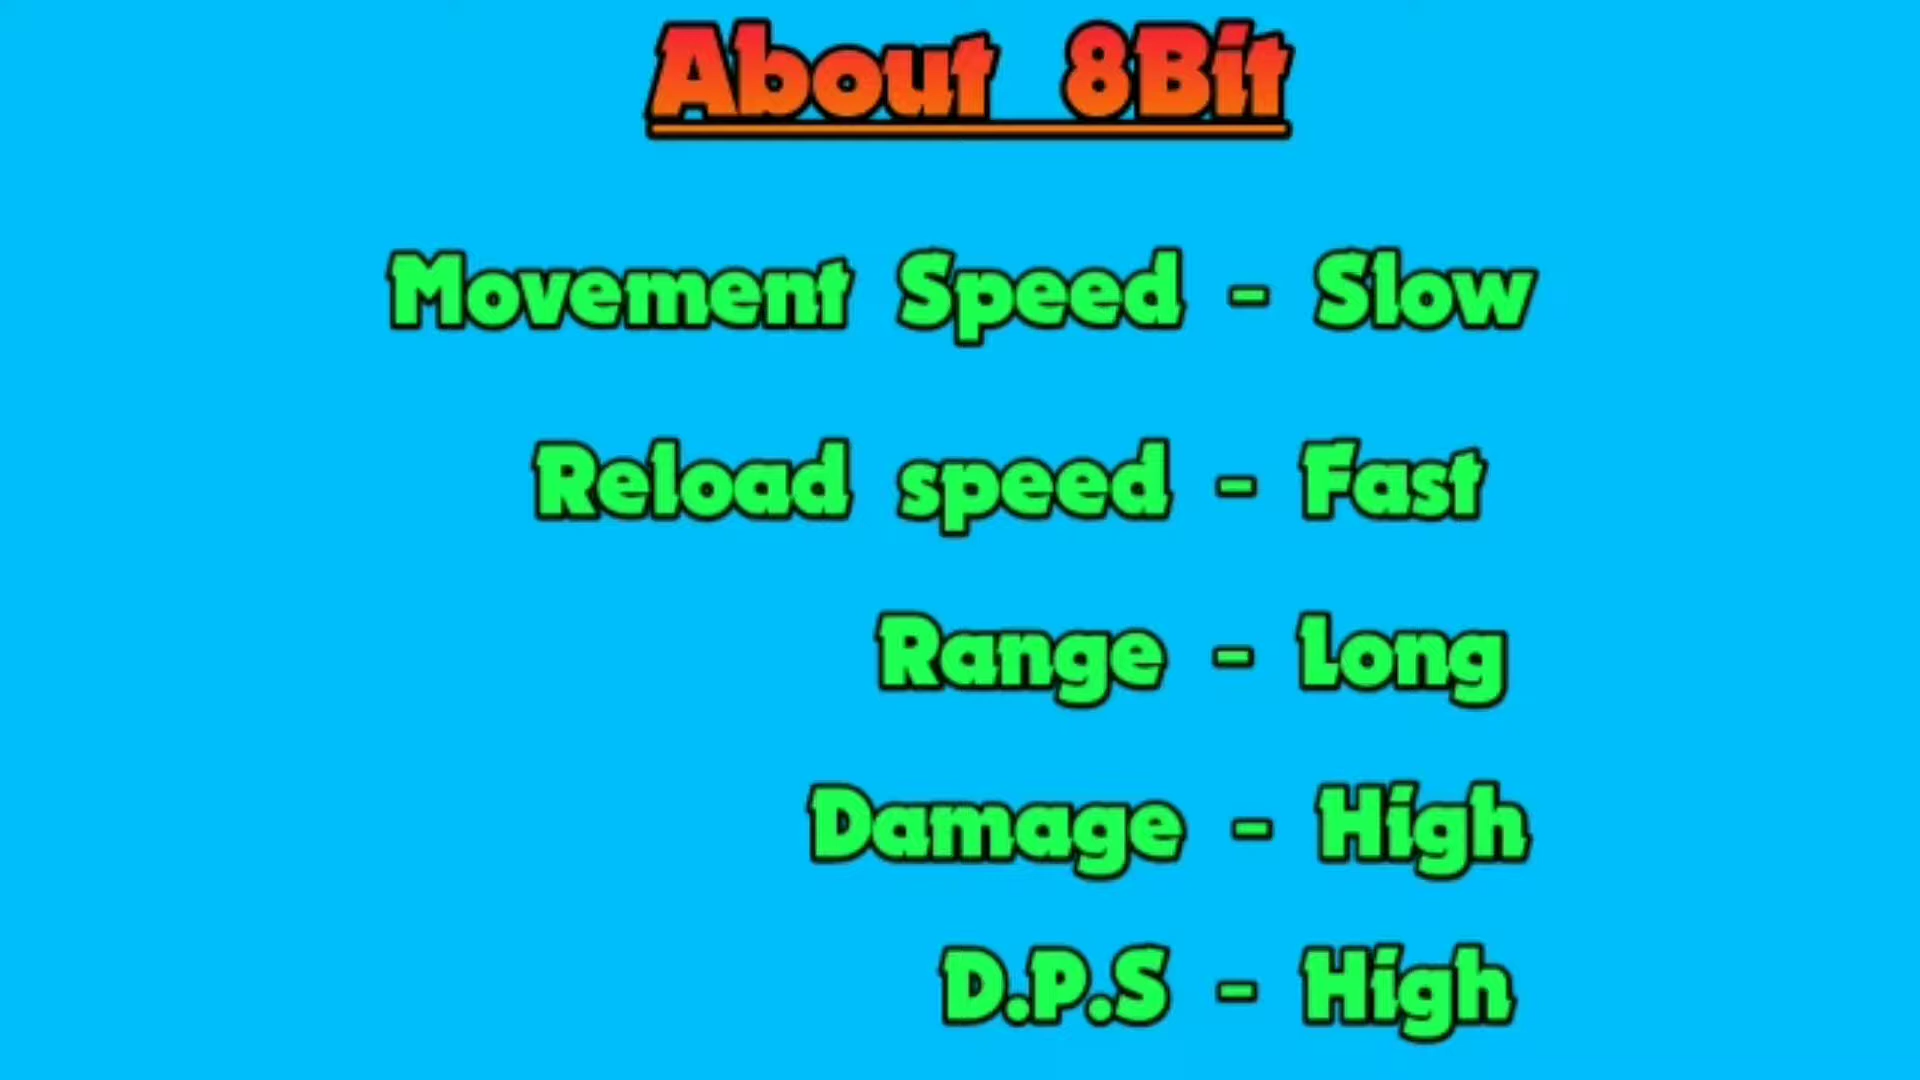 About 8Bit
Movement Speed - Slow
Reload speed - Fast
Range - Long
Damage - High
D.P.S - High